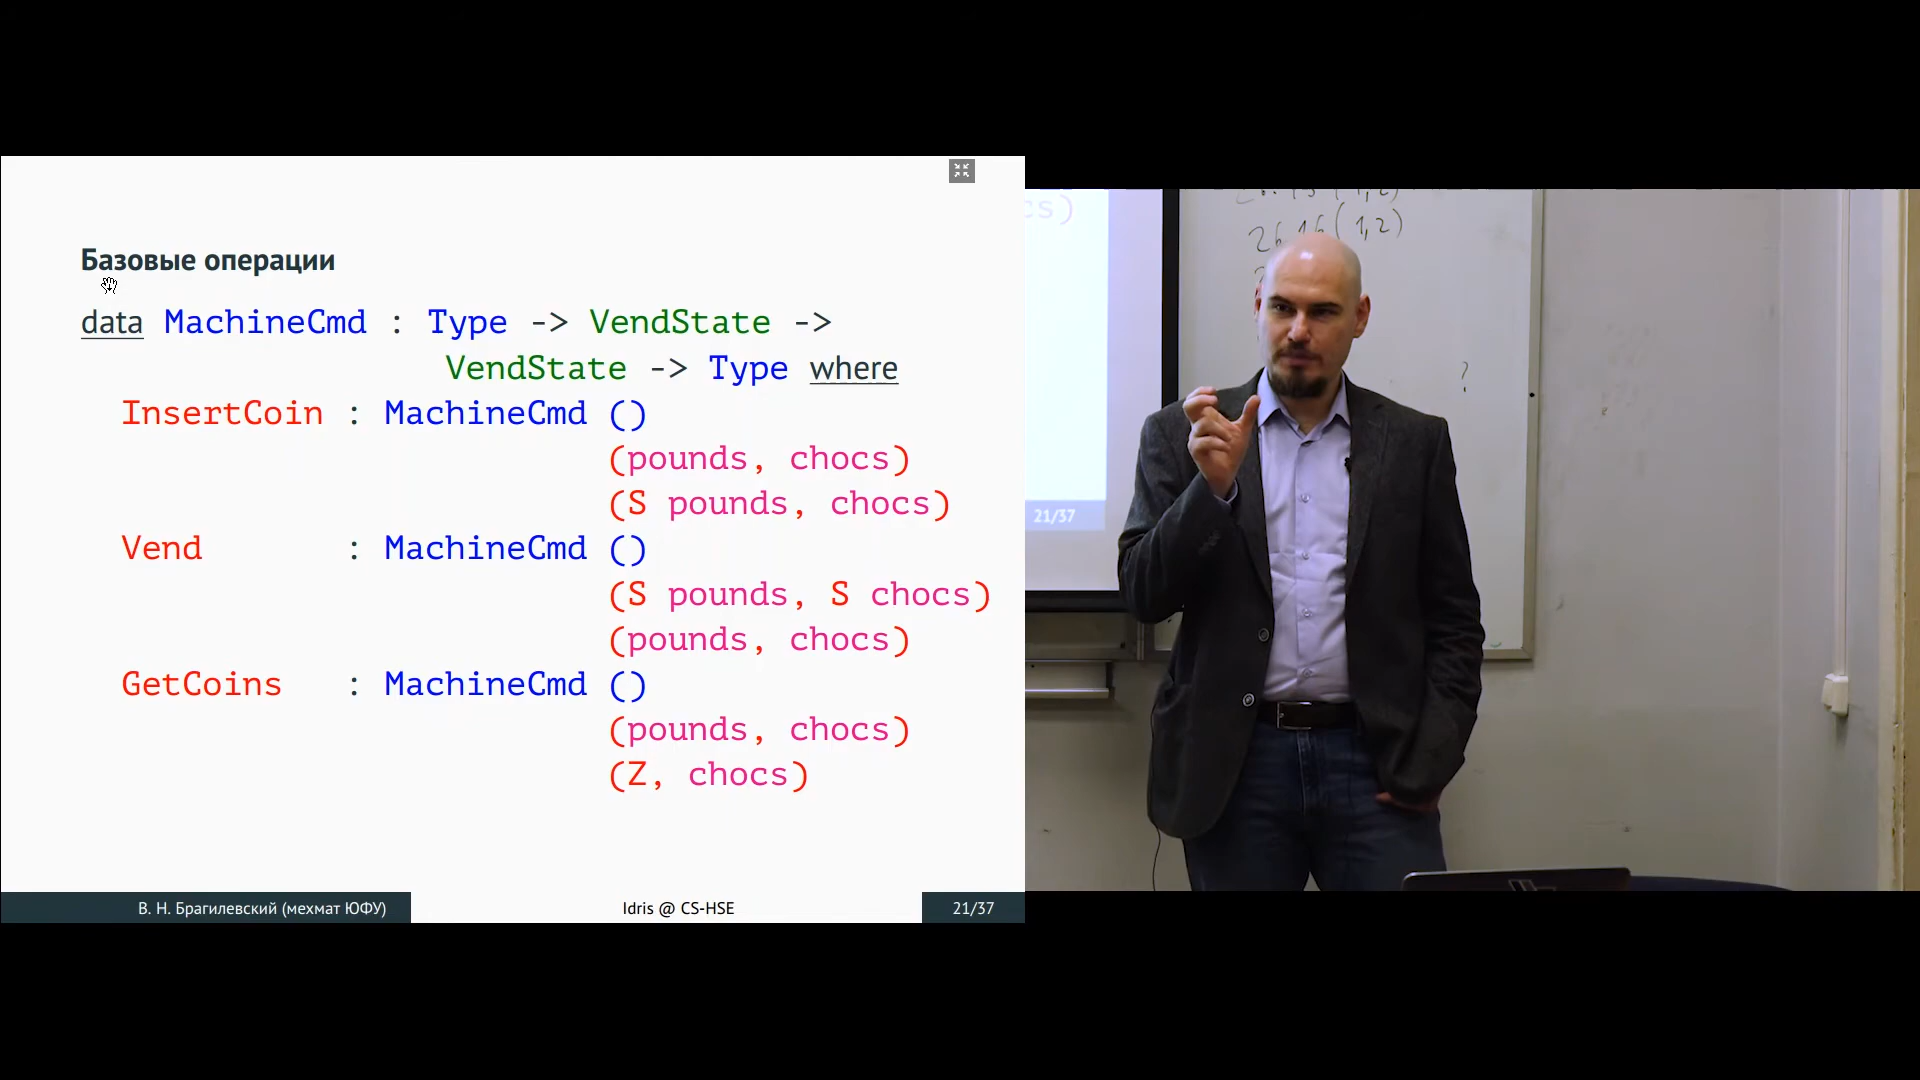 Базовые операции
data MachineCmd : Type -> VendState ->
VendState -> Type where
InsertCoin : MachineCmd ()
(pounds, chocs)
(S pounds, chocs)
Vend : MachineCmd ()
(S pounds, S chocs)
(pounds, chocs)
GetCoins : MachineCmd ()
(pounds, chocs)
(Z, chocs)
В. Н. Брагилевский (мехмат ЮФУ) Idris @ CS-HSE 21/37
cs)
26.16(1,2)
?
21/37